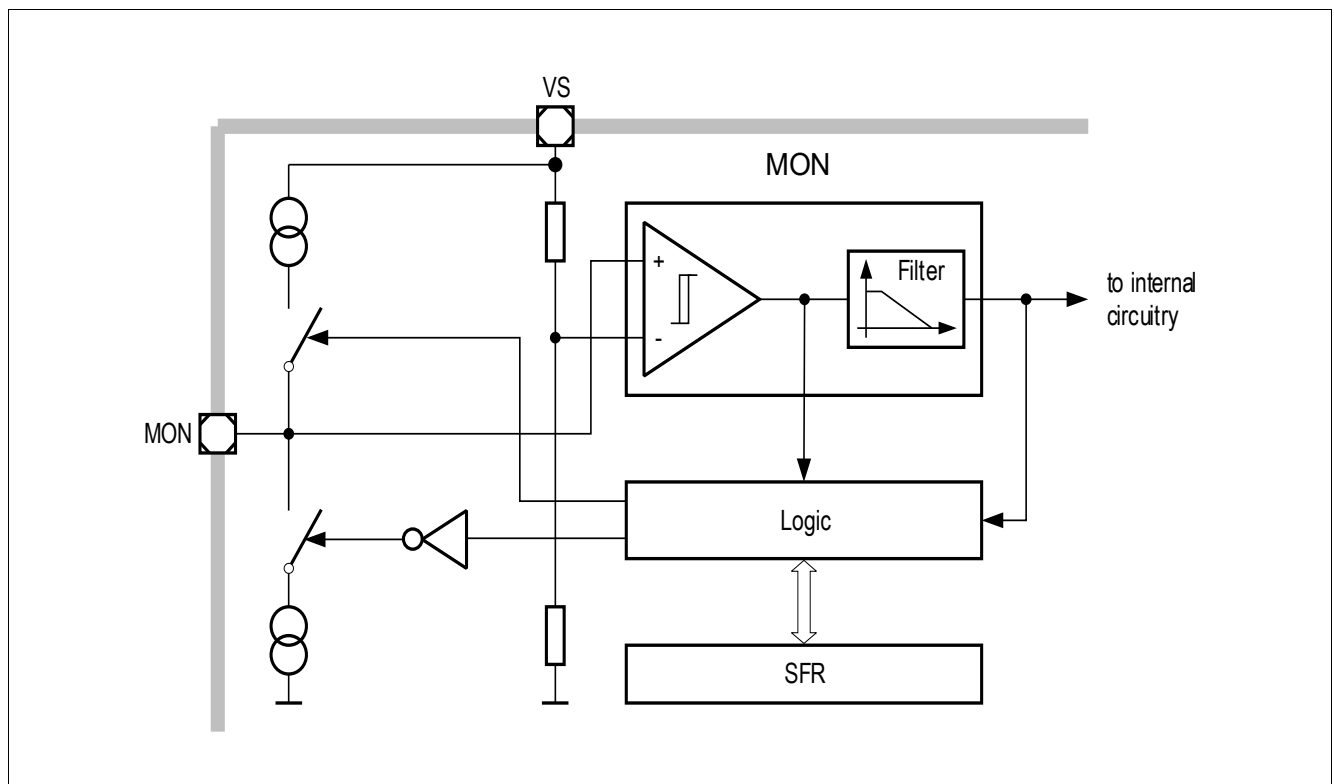 VS
MON
+
Filter
to internal
circuitry
-
MON
Logic
SFR